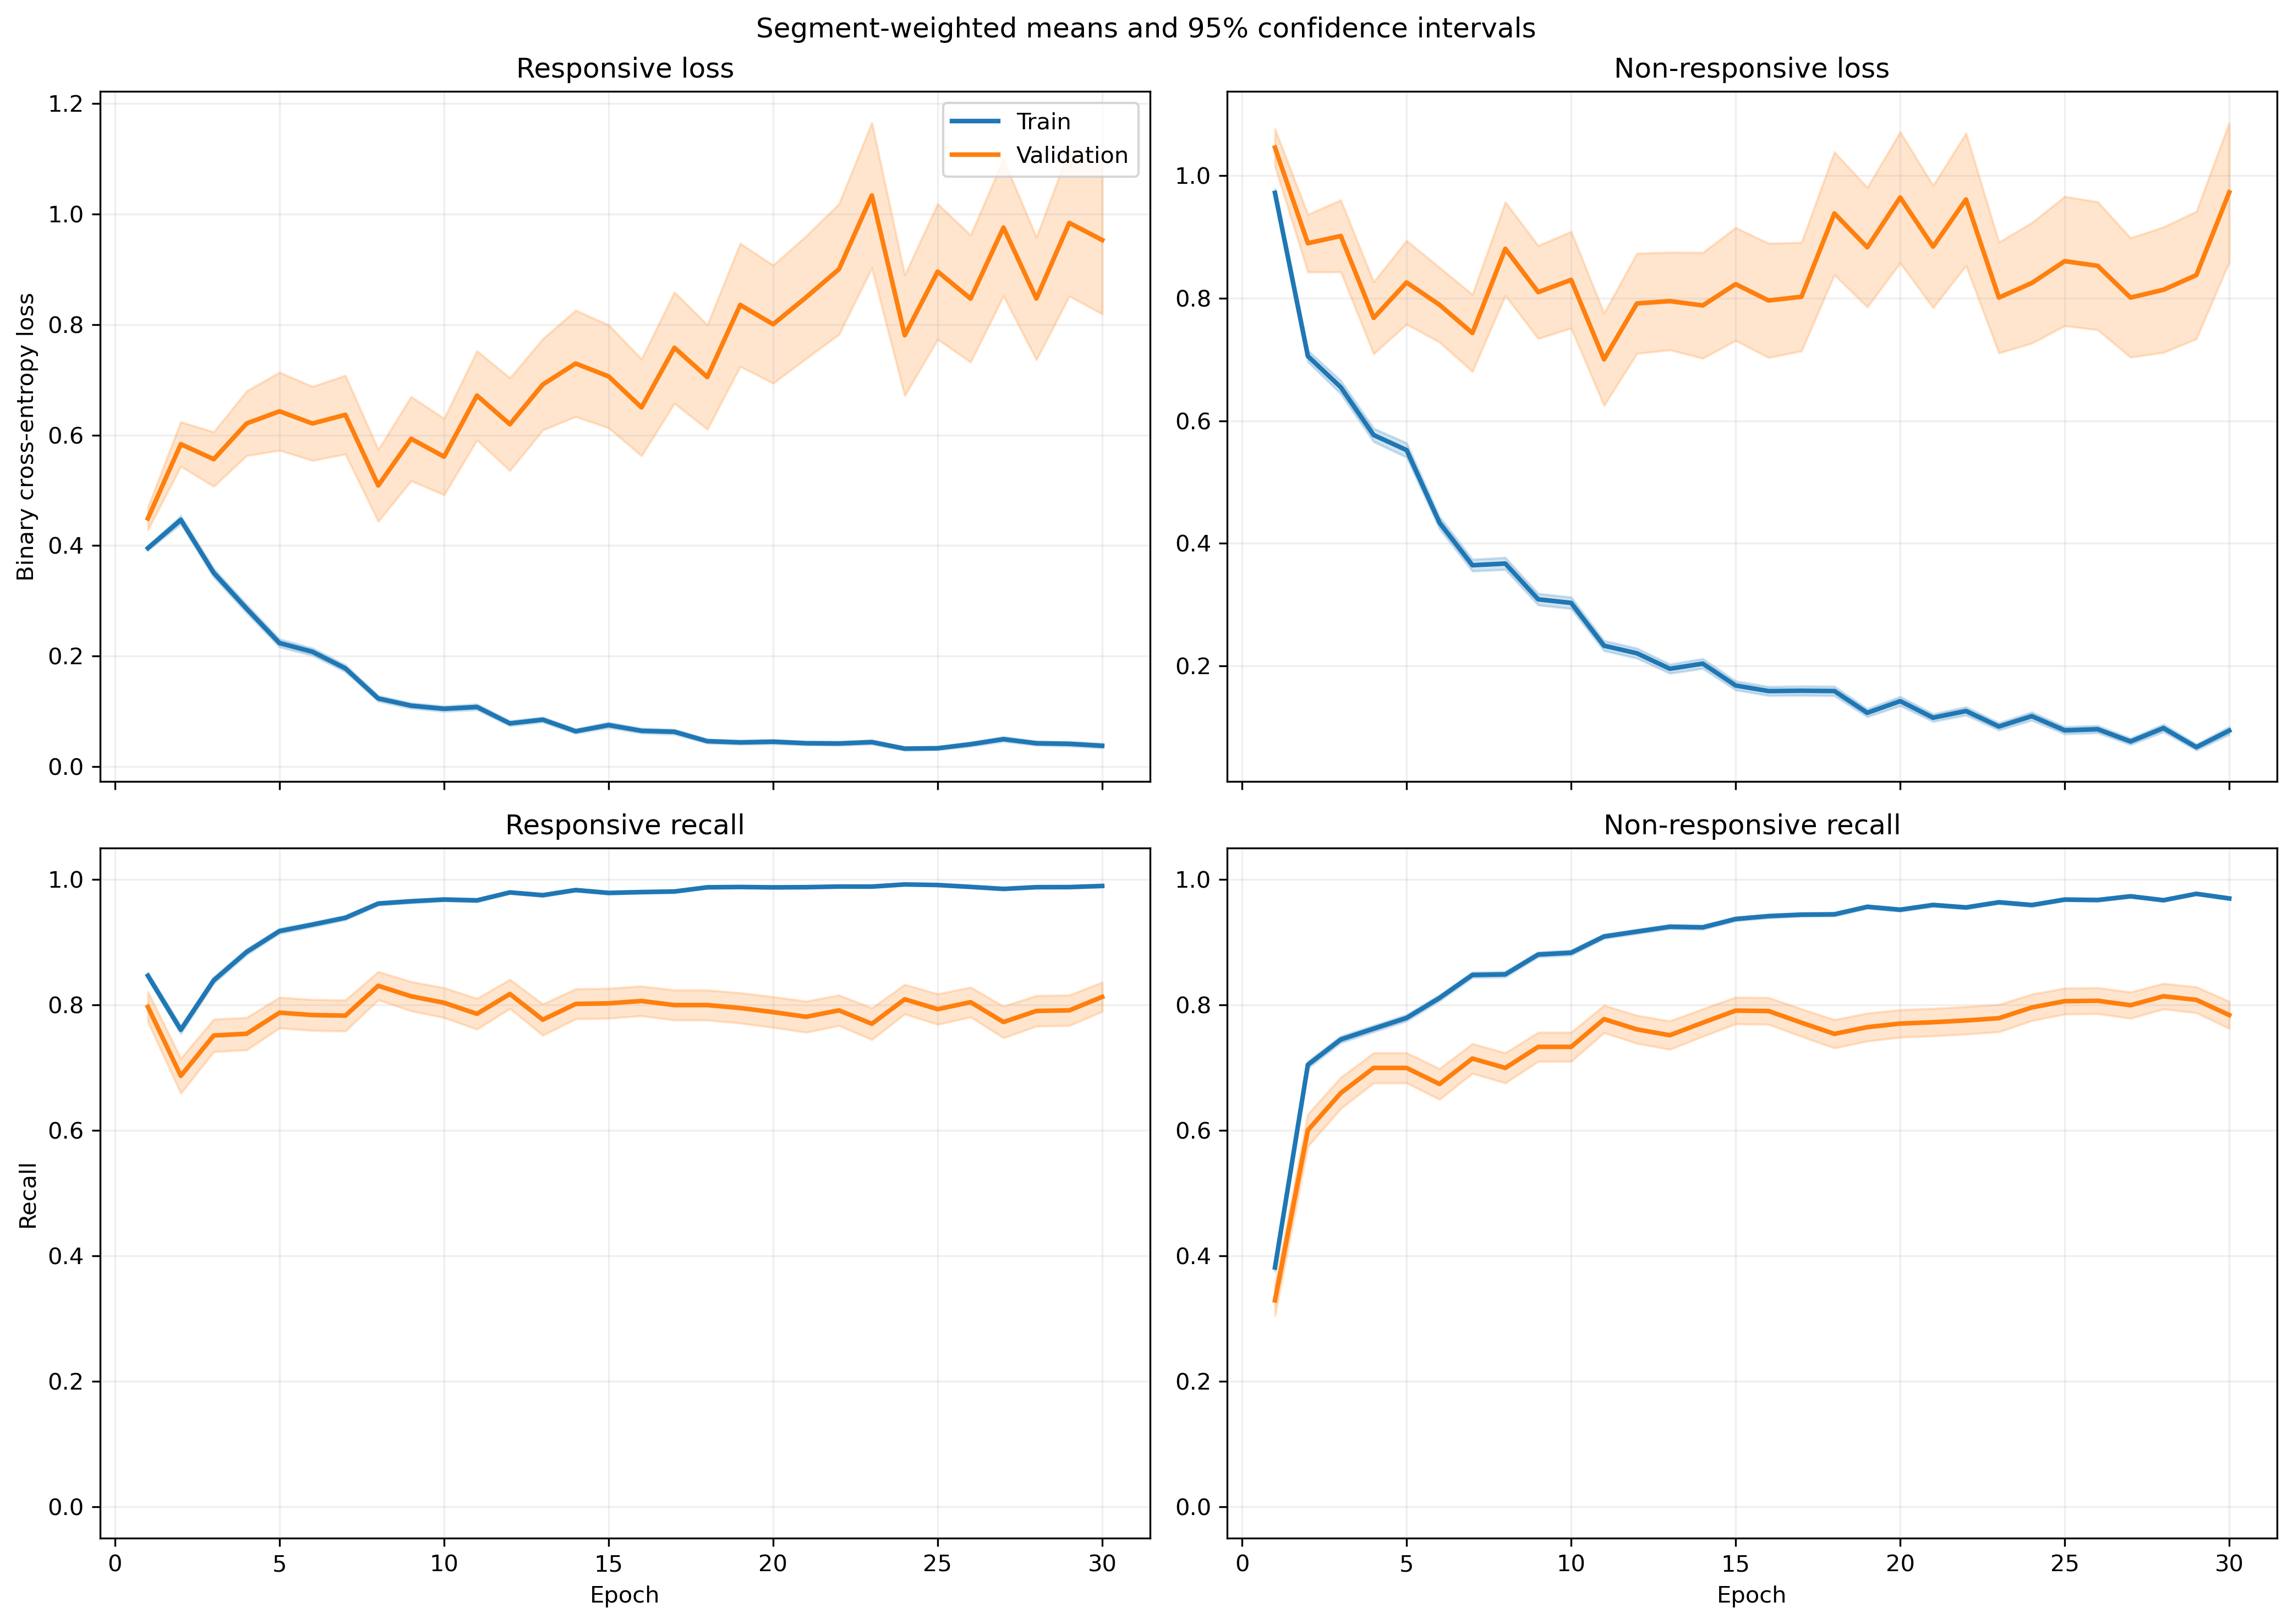 Segment-weighted means and 95% confidence intervals
Responsive loss
Non-responsive loss
Train
Validation
Binary cross-entropy loss
1.2
1.0
0.8
0.6
0.4
0.2
0.0
1.0
0.8
0.6
0.4
0.2
Responsive recall
Non-responsive recall
Recall
1.0
0.8
0.6
0.4
0.2
0.0
0 5 10 15 20 25 30
Epoch
1.0
0.8
0.6
0.4
0.2
0.0
0 5 10 15 20 25 30
Epoch